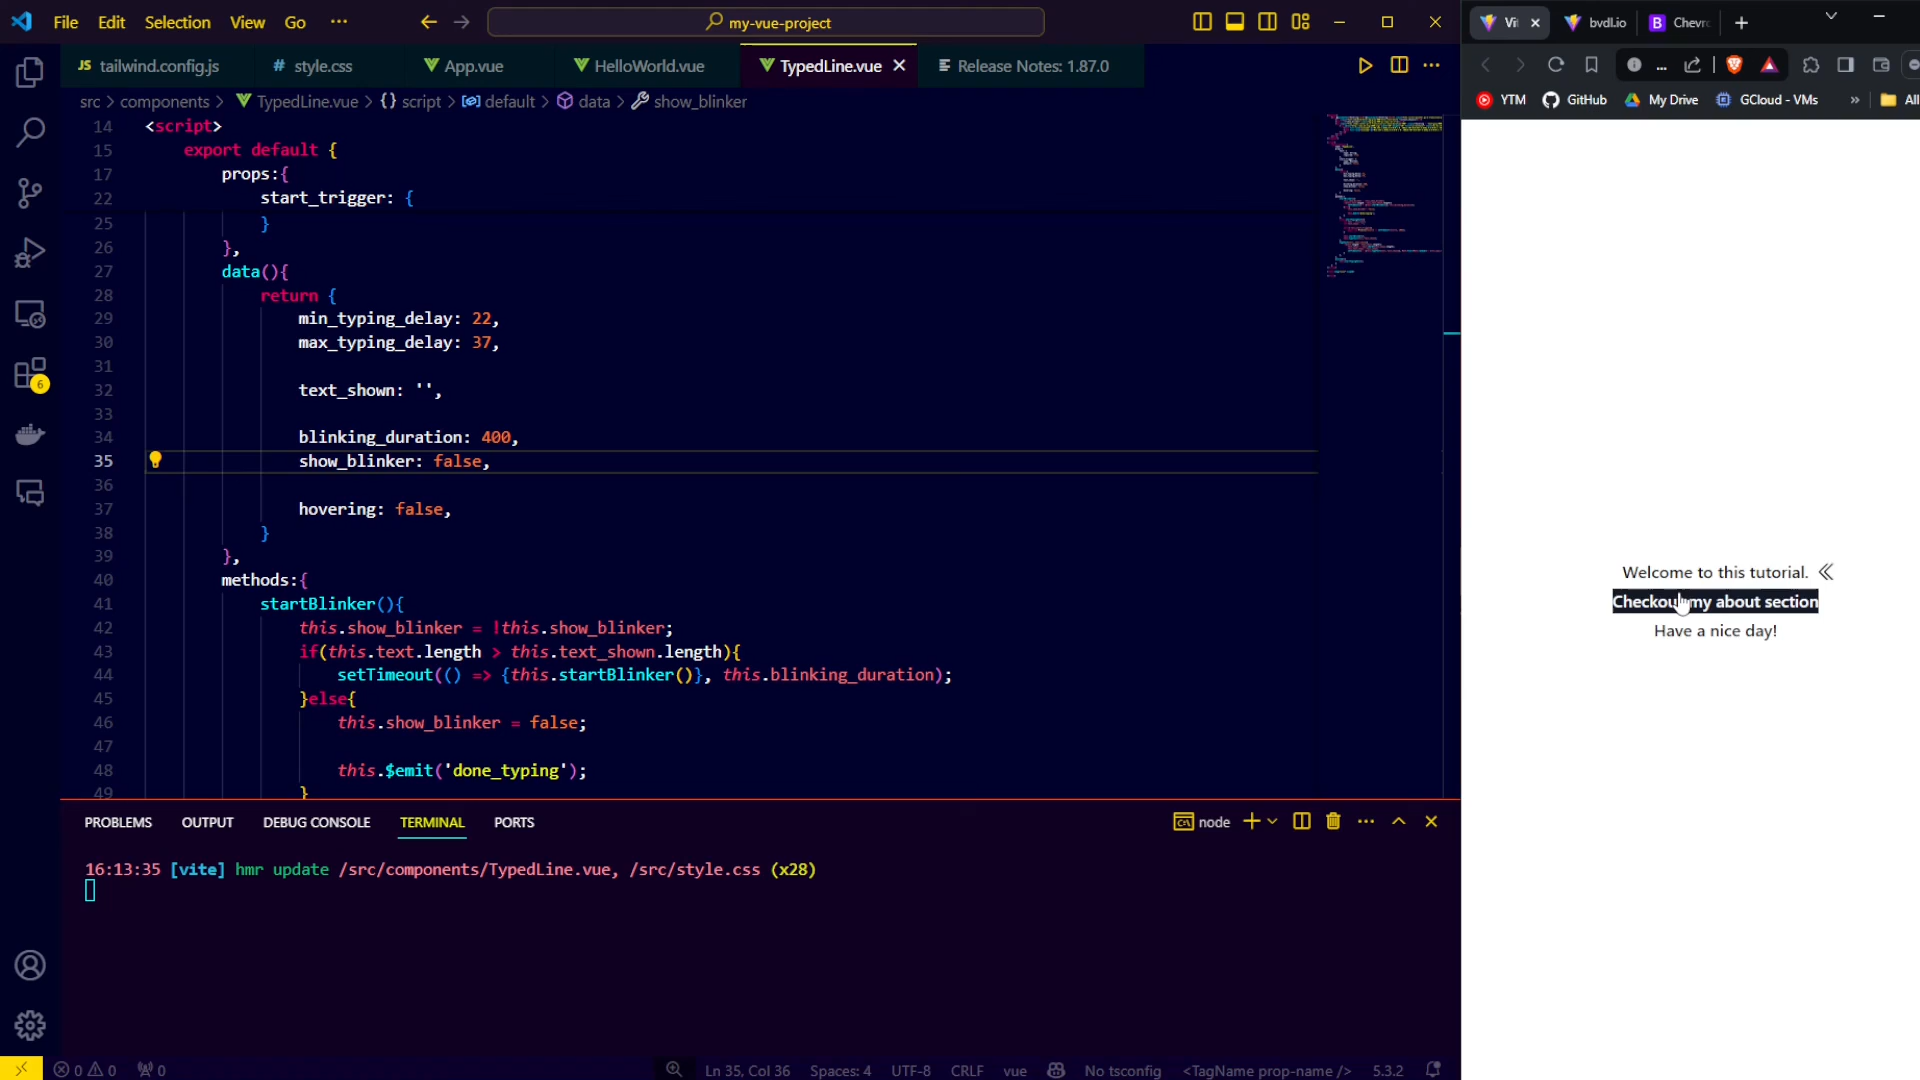 File Edit Selection View Go ··· my-vue-project
JS tailwind.config.js # style.css App.vue HelloWorld.vue TypedLine.vue Release Notes: 1.87.0
src > components > TypedLine.vue > {} script > default > data > show_blinker
14 <script>
15 export default {
17 props:{
22 start_trigger: {
25 }
26 },
27 data(){
28 return {
29 min_typing_delay: 22,
30 max_typing_delay: 37,
31
32 text_shown: '',
33
34 blinking_duration: 400,
35 show_blinker: false,
36
37 hovering: false,
38 }
39 },
40 methods:{
41 startBlinker(){
42 this.show_blinker = !this.show_blinker;
43 if(this.text.length > this.text_shown.length){
44 setTimeout(() => {this.startBlinker()}, this.blinking_duration);
45 }else{
46 this.show_blinker = false;
47
48 this.$emit('done_typing');
49 }
PROBLEMS OUTPUT DEBUG CONSOLE TERMINAL PORTS node
16:13:35 [vite] hmr update /src/components/TypedLine.vue, /src/style.css (x28)
6
0 0 0 Ln 35, Col 36 Spaces: 4 UTF-8 CRLF vue No tsconfig <TagName prop-name /> 5.3.2
Vi bvdl.io B Chevr
YTM GitHub My Drive GCloud - VMs » All
Welcome to this tutorial.
Checkout my about section
Have a nice day!